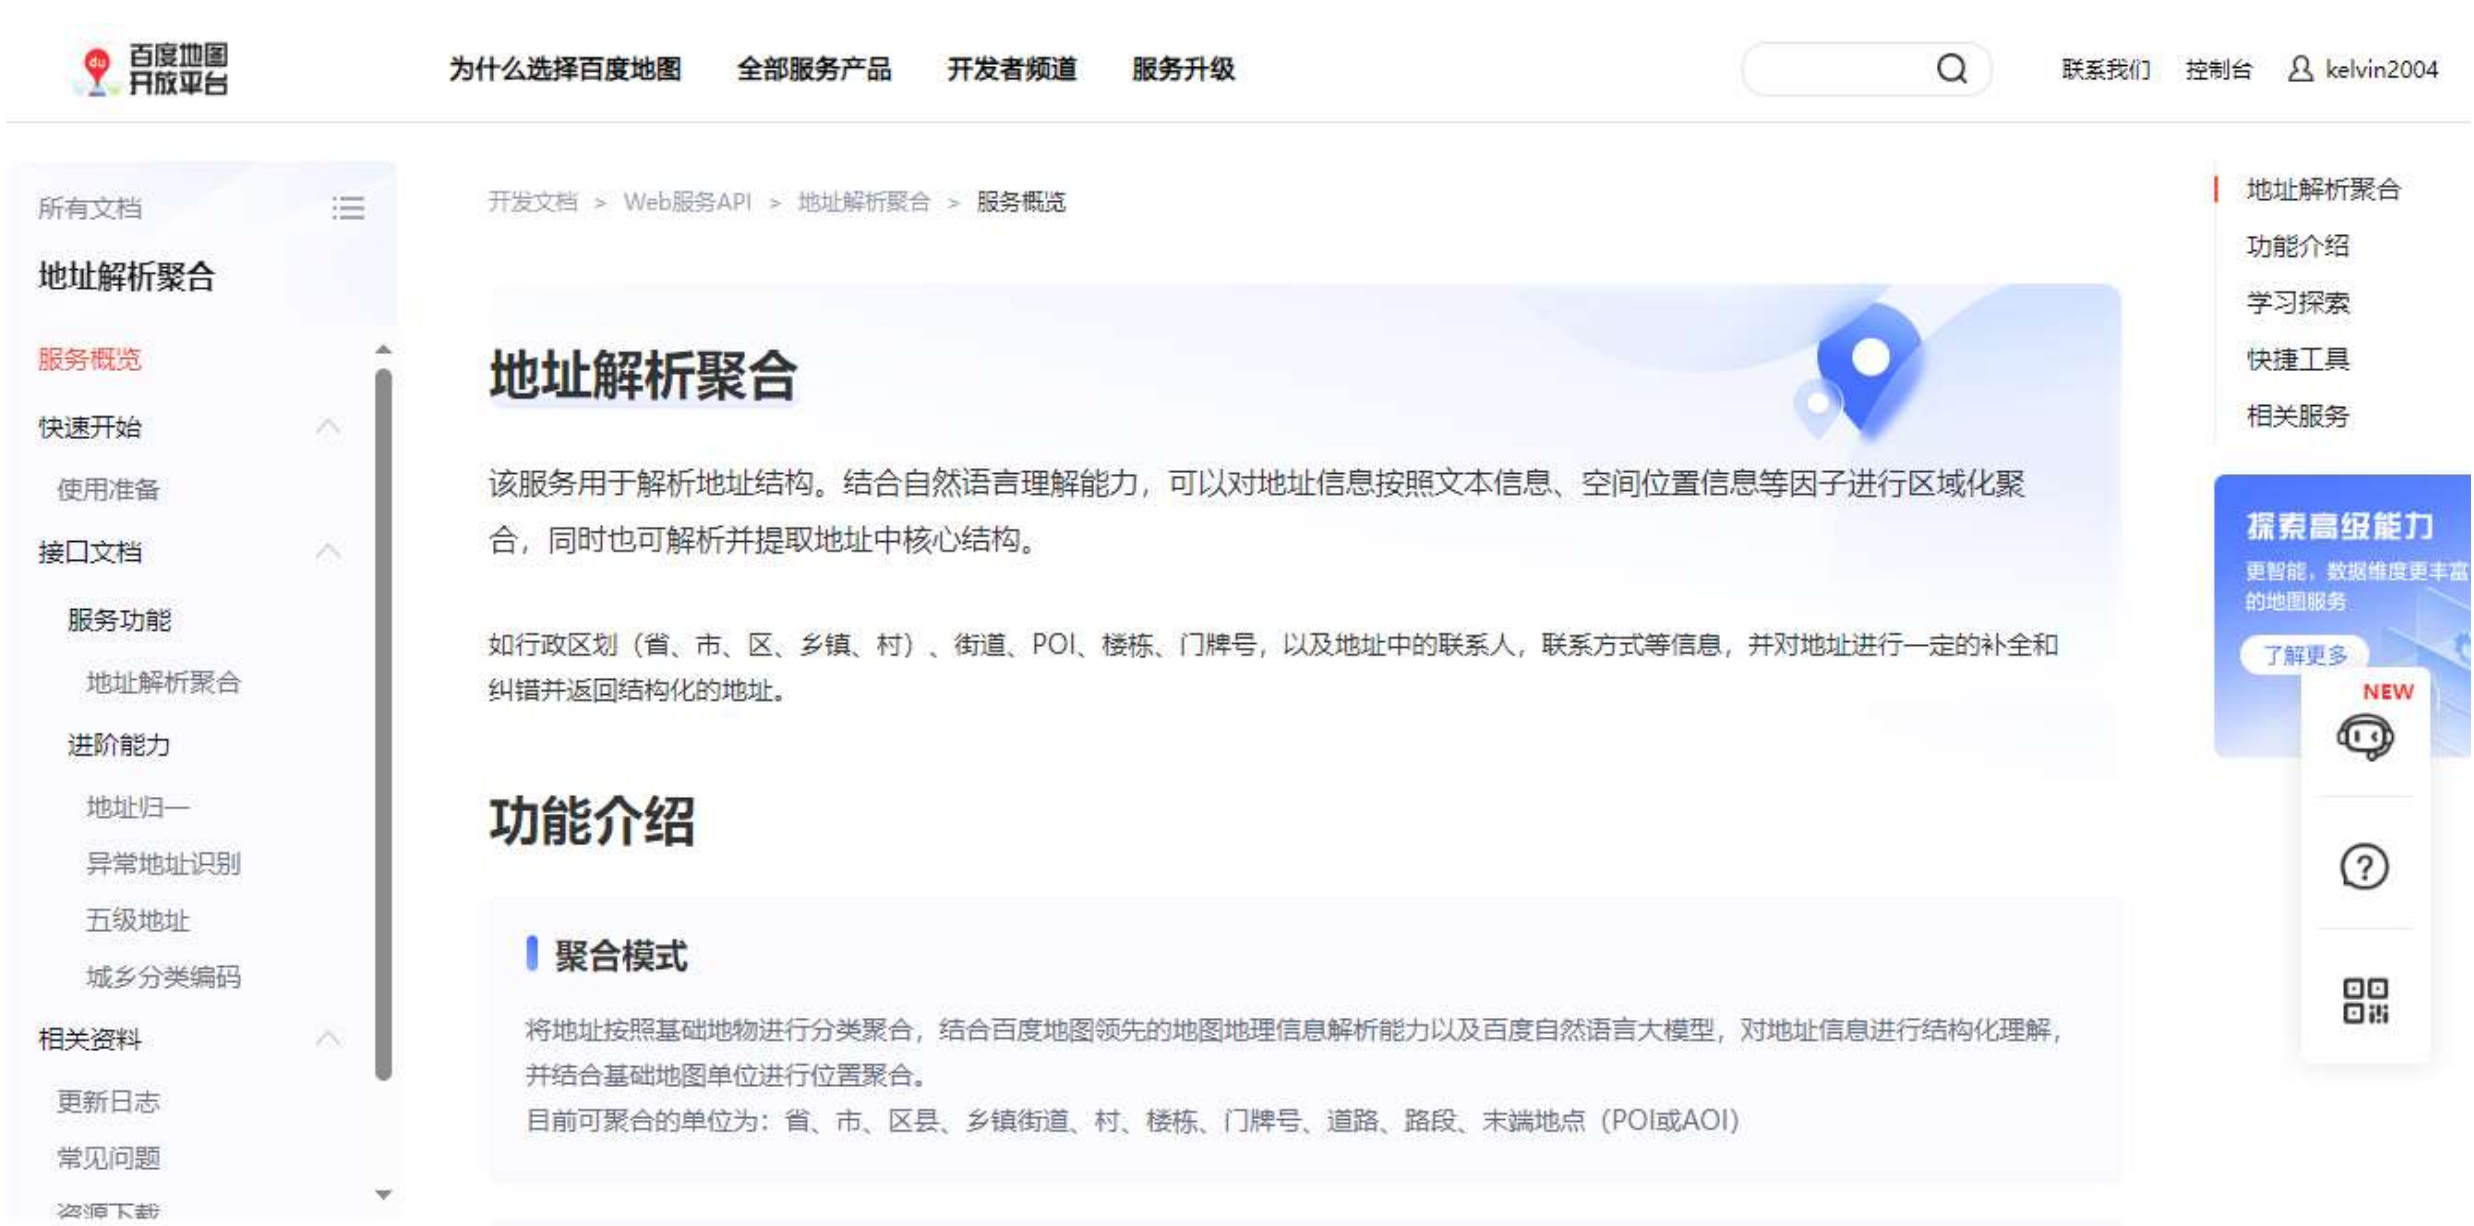 du 百度地图
开放平台
为什么选择百度地图 全部服务产品 开发者频道 服务升级
联系我们 控制台 kelvin2004
所有文档
地址解析聚合
服务概览
快速开始
使用准备
接口文档
服务功能
地址解析聚合
进阶能力
地址归一
异常地址识别
五级地址
城乡分类编码
相关资料
更新日志
常见问题
资源下载
开发文档 > Web服务API > 地址解析聚合 > 服务概览
地址解析聚合
该服务用于解析地址结构。结合自然语言理解能力，可以对地址信息按照文本信息、空间位置信息等因子进行区域化聚
合，同时也可解析并提取地址中核心结构。
如行政区划（省、市、区、乡镇、村）、街道、POI、楼栋、门牌号，以及地址中的联系人，联系方式等信息，并对地址进行一定的补全和
纠错并返回结构化的地址。
功能介绍
聚合模式
将地址按照基础地物进行分类聚合，结合百度地图领先的地图地理信息解析能力以及百度自然语言大模型，对地址信息进行结构化理解，
并结合基础地图单位进行位置聚合。
目前可聚合的单位为：省、市、区县、乡镇街道、村、楼栋、门牌号、道路、路段、末端地点（POI或AOI）
地址解析聚合
功能介绍
学习探索
快捷工具
相关服务
探索高级能力
更智能，数据维度更丰富
的地图服务
了解更多
NEW